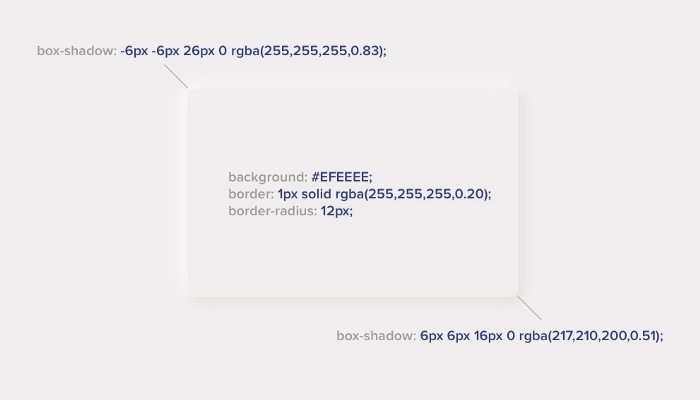 box-shadow: -6px -6px 26px 0 rgba(255,255,255,0.83);
background: #EFEEEE;
border: 1px solid rgba(255,255,255,0.20);
border-radius: 12px;
box-shadow: 6px 6px 16px 0 rgba(217,210,200,0.51);